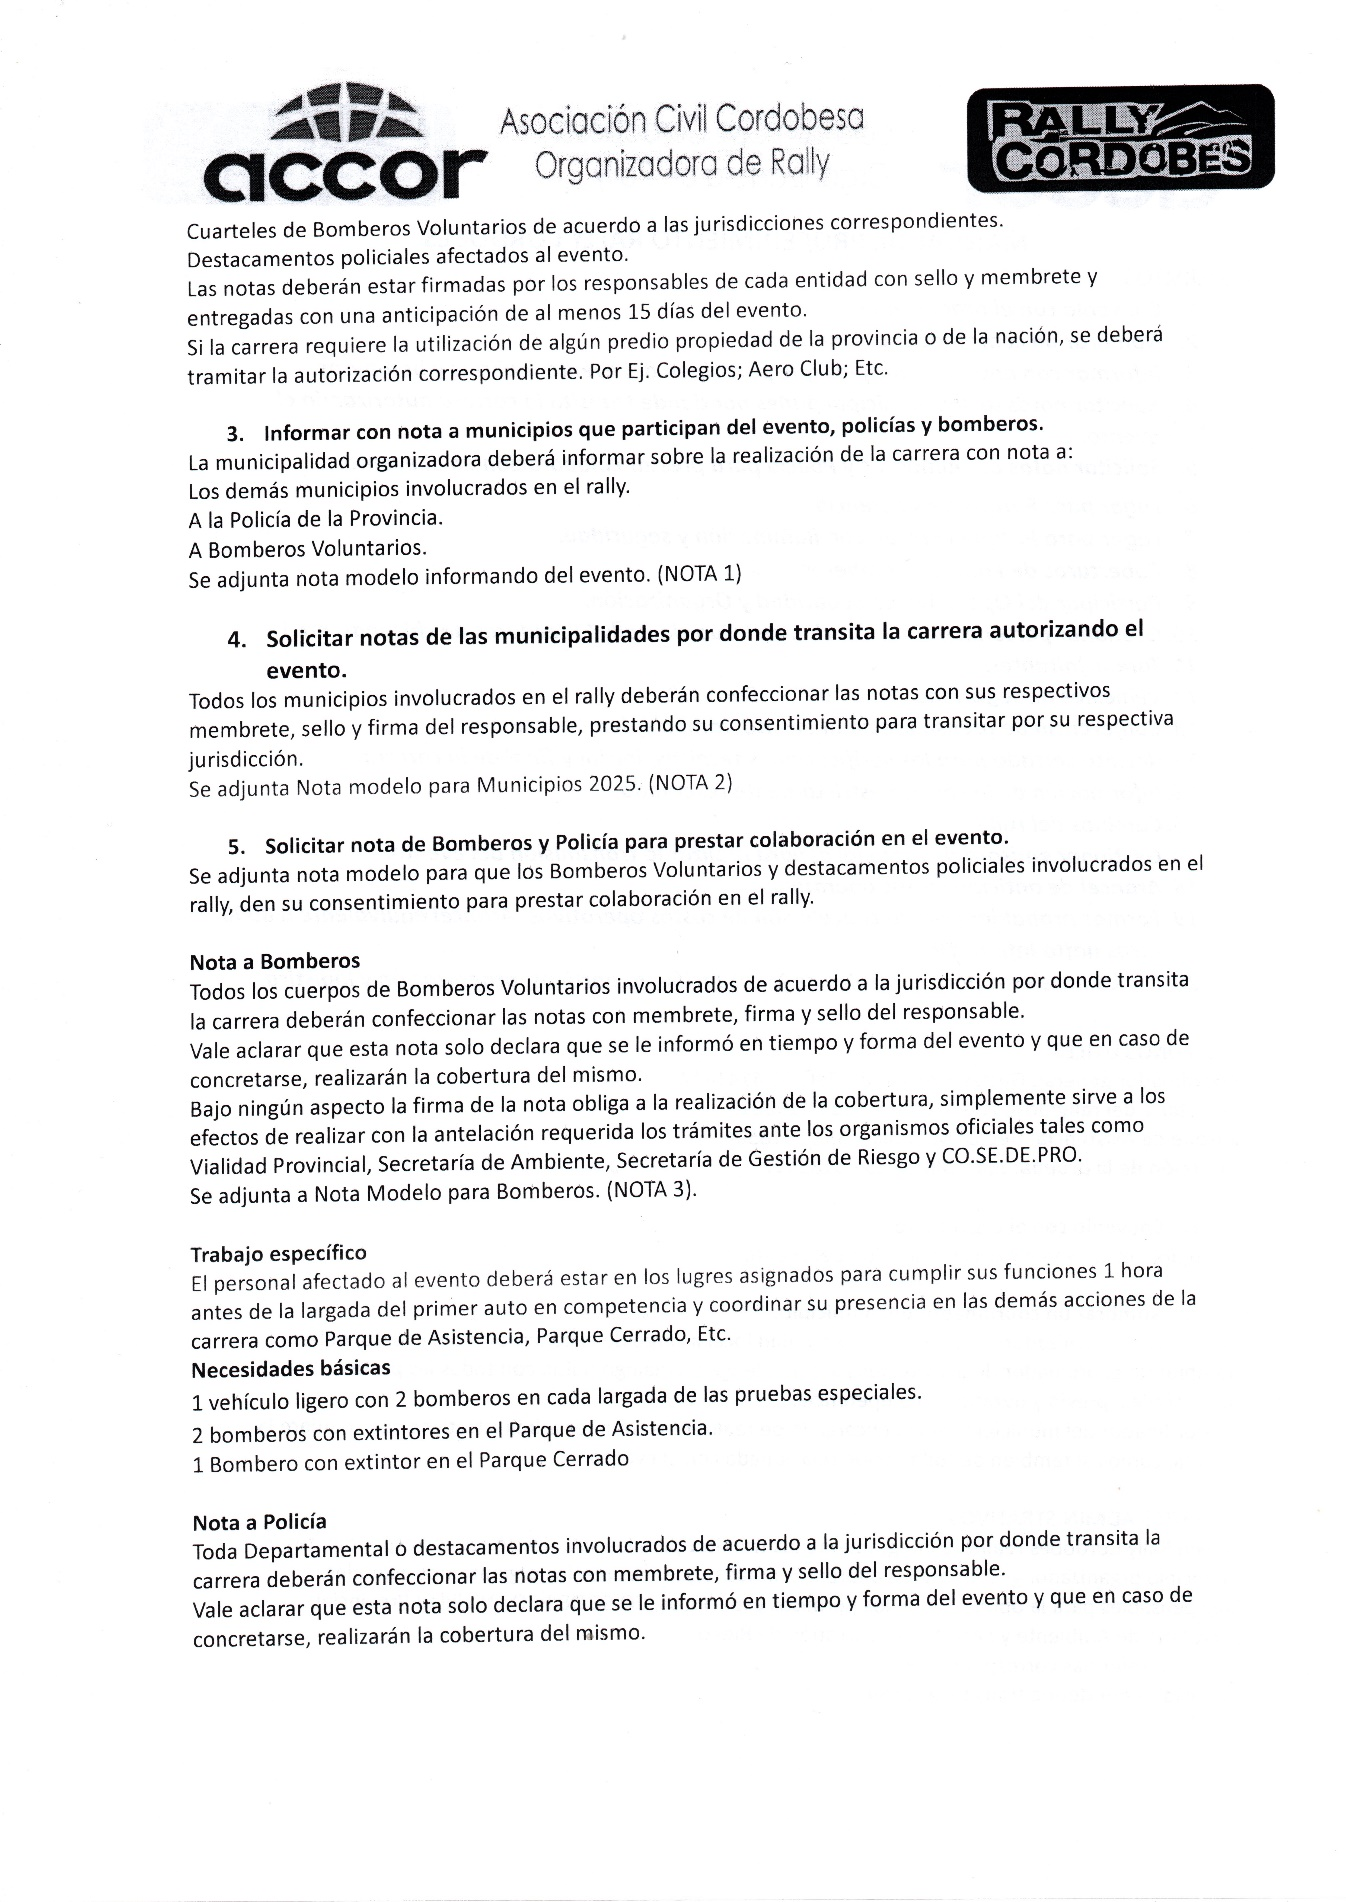 accor
Asociación Civil Cordobesa
Organizadora de Rally
RALLY
CORDOBÉS
Cuarteles de Bomberos Voluntarios de acuerdo a las jurisdicciones correspondientes.
Destacamentos policiales afectados al evento.
Las notas deberán estar firmadas por los responsables de cada entidad con sello y membrete y
entregadas con una anticipación de al menos 15 días del evento.
Si la carrera requiere la utilización de algún predio propiedad de la provincia o de la nación, se deberá
tramitar la autorización correspondiente. Por Ej. Colegios; Aero Club; Etc.
3. Informar con nota a municipios que participan del evento, policías y bomberos.
La municipalidad organizadora deberá informar sobre la realización de la carrera con nota a:
Los demás municipios involucrados en el rally.
A la Policía de la Provincia.
A Bomberos Voluntarios.
Se adjunta nota modelo informando del evento. (NOTA 1)
4. Solicitar notas de las municipalidades por donde transita la carrera autorizando el
evento.
Todos los municipios involucrados en el rally deberán confeccionar las notas con sus respectivos
membrete, sello y firma del responsable, prestando su consentimiento para transitar por su respectiva
jurisdicción.
Se adjunta Nota modelo para Municipios 2025. (NOTA 2)
5. Solicitar nota de Bomberos y Policía para prestar colaboración en el evento.
Se adjunta nota modelo para que los Bomberos Voluntarios y destacamentos policiales involucrados en el
rally, den su consentimiento para prestar colaboración en el rally.
Nota a Bomberos
Todos los cuerpos de Bomberos Voluntarios involucrados de acuerdo a la jurisdicción por donde transita
la carrera deberán confeccionar las notas con membrete, firma y sello del responsable.
Vale aclarar que esta nota solo declara que se le informó en tiempo y forma del evento y que en caso de
concretarse, realizarán la cobertura del mismo.
Bajo ningún aspecto la firma de la nota obliga a la realización de la cobertura, simplemente sirve a los
efectos de realizar con la antelación requerida los trámites ante los organismos oficiales tales como
Vialidad Provincial, Secretaría de Ambiente, Secretaría de Gestión de Riesgo y CO.SE.DE.PRO.
Se adjunta a Nota Modelo para Bomberos. (NOTA 3).
Trabajo específico
El personal afectado al evento deberá estar en los lugres asignados para cumplir sus funciones 1 hora
antes de la largada del primer auto en competencia y coordinar su presencia en las demás acciones de la
carrera como Parque de Asistencia, Parque Cerrado, Etc.
Necesidades básicas
1 vehículo ligero con 2 bomberos en cada largada de las pruebas especiales.
2 bomberos con extintores en el Parque de Asistencia.
1 Bombero con extintor en el Parque Cerrado
Nota a Policía
Toda Departamental o destacamentos involucrados de acuerdo a la jurisdicción por donde transita la
carrera deberán confeccionar las notas con membrete, firma y sello del responsable.
Vale aclarar que esta nota solo declara que se le informó en tiempo y forma del evento y que en caso de
concretarse, realizarán la cobertura del mismo.